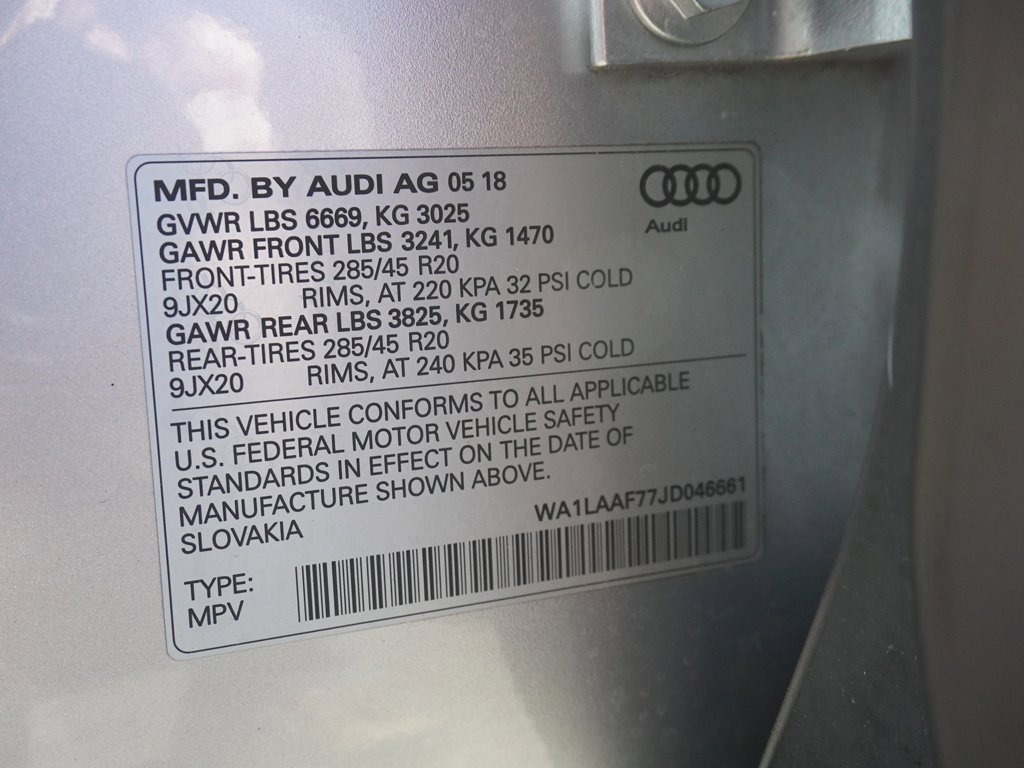 MFD. BY AUDI AG 05 18
Audi
GVWR LBS 6669, KG 3025
GAWR FRONT LBS 3241, KG 1470
FRONT-TIRES 285/45 R20
9JX20 RIMS, AT 220 KPA 32 PSI COLD
GAWR REAR LBS 3825, KG 1735
REAR-TIRES 285/45 R20
9JX20 RIMS, AT 240 KPA 35 PSI COLD
THIS VEHICLE CONFORMS TO ALL APPLICABLE
U.S. FEDERAL MOTOR VEHICLE SAFETY
STANDARDS IN EFFECT ON THE DATE OF
MANUFACTURE SHOWN ABOVE.
SLOVAKIA
WA1LAAF77JD046661
TYPE:
MPV